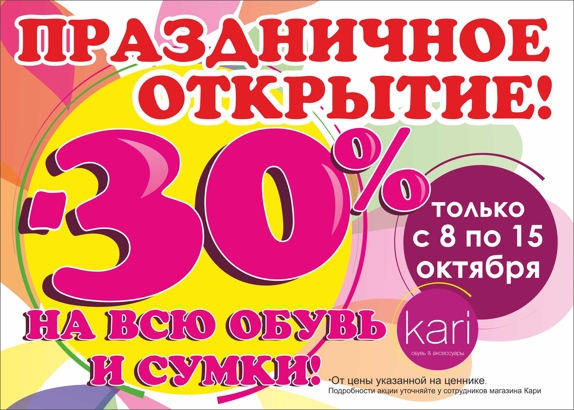 ПРАЗДНИЧНОЕ
ОТКРЫТИЕ!
-30%
только
с 8 по 15
октября
НА ВСЮ ОБУВЬ
И СУМКИ!
kari
обувь & аксессуары
*От цены указанной на ценнике.
Подробности акции уточняйте у сотрудников магазина Кари